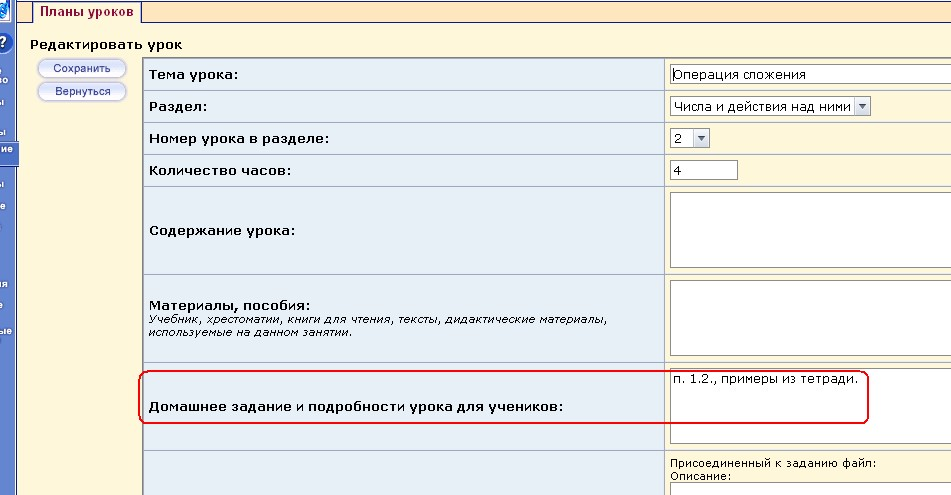 Планы уроков
Редактировать урок
Сохранить
Вернуться
Тема урока:
Операция сложения
Раздел:
Числа и действия над ними
Номер урока в разделе:
2
Количество часов:
4
Содержание урока:
Материалы, пособия:
Учебник, хрестоматии, книги для чтения, тексты, дидактические материалы,
используемые на данном занятии.
Домашнее задание и подробности урока для учеников:
п. 1.2., примеры из тетради.
Присоединенный к заданию файл:
Описание: